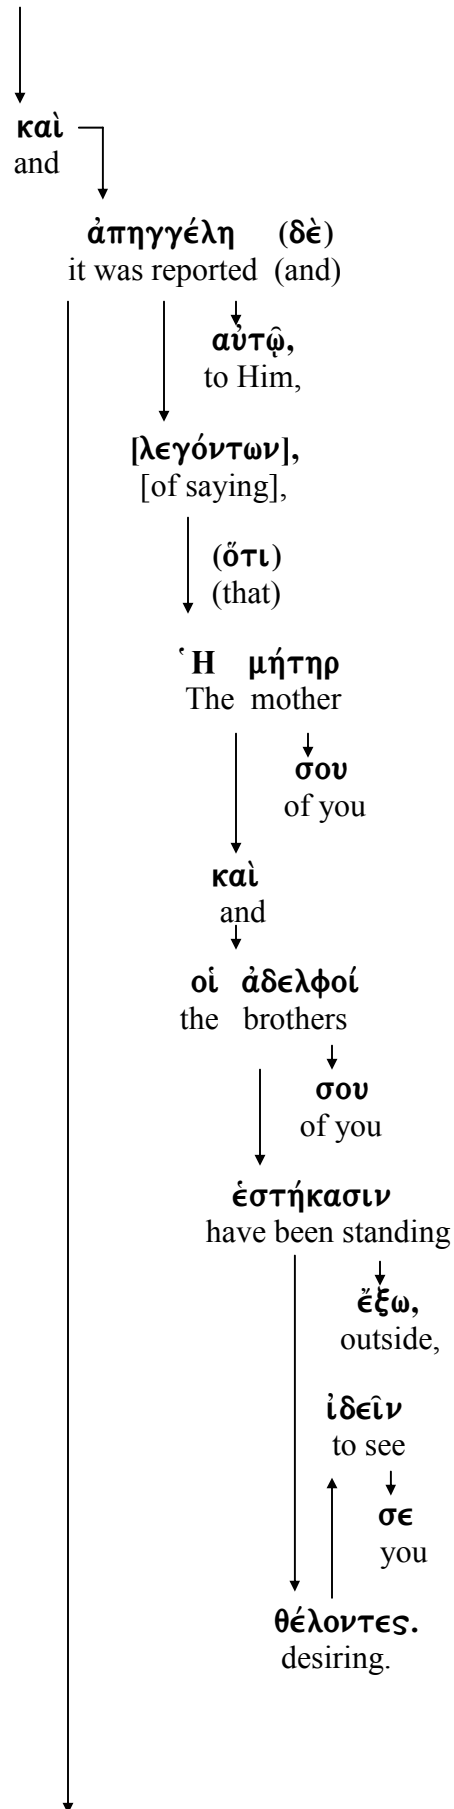 καὶ
and
ἀπηγγέλη (δὲ)
it was reported (and)
αὐτῷ,
to Him,
[λεγόντων],
[of saying],
(ὅτι)
(that)
Ἡ μήτηρ
The mother
σου
of you
καὶ
and
οἱ ἀδελφοί
the brothers
σου
of you
ἑστήκασιν
have been standing
ἔξω,
outside,
ἰδεῖν
to see
σε
you
θέλοντες.
desiring.